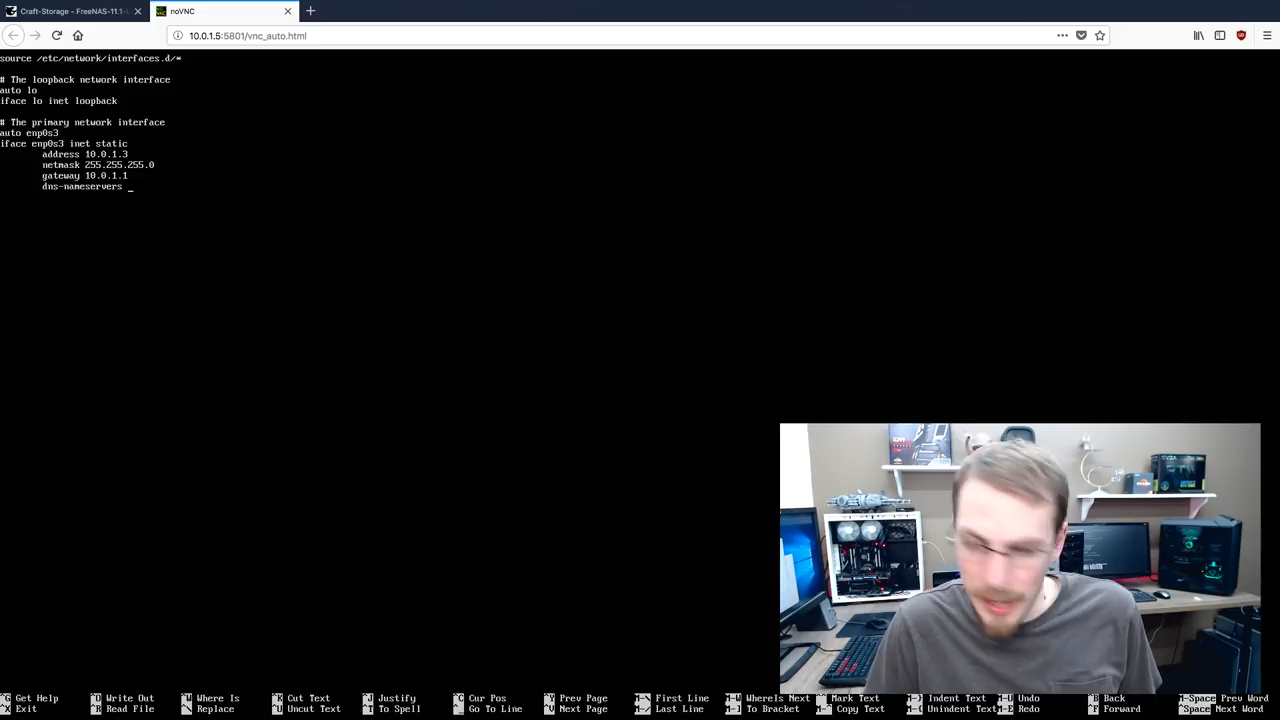 Craft-Storage - FreeNAS-11.1-
noVNC
10.0.1.5:5801/vnc_auto.html
source /etc/network/interfaces.d/*
# The loopback network interface
auto lo
iface lo inet loopback
# The primary network interface
auto enp0s3
iface enp0s3 inet static
address 10.0.1.3
netmask 255.255.255.0
gateway 10.0.1.1
dns-nameservers _
^G Get Help ^O Write Out ^W Where Is ^K Cut Text ^J Justify ^C Cur Pos ^Y Prev Page M-\ First Line M-W WhereIs Next ^^ Mark Text M-} Indent Text M-U Undo ^B Back M-Space Prev Word
^X Exit ^R Read File ^\ Replace ^U Uncut Text ^T To Spell ^_ Go To Line ^V Next Page M-/ Last Line M-] To Bracket M-^ Copy Text M-{ Unindent Text M-E Redo ^F Forward ^Space Next Word
X399
EVGA
RYZEN